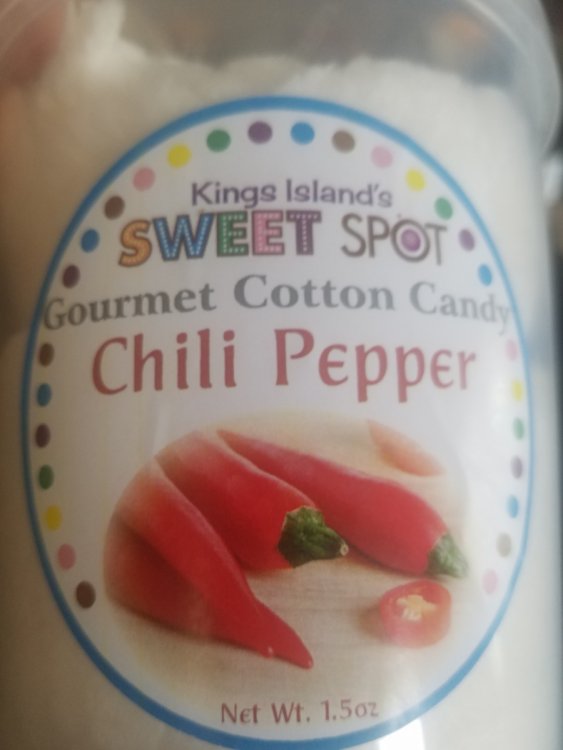 Kings Island's
SWEET SPOT
Gourmet Cotton Candy
Chili Pepper
Net Wt. 1.5oz